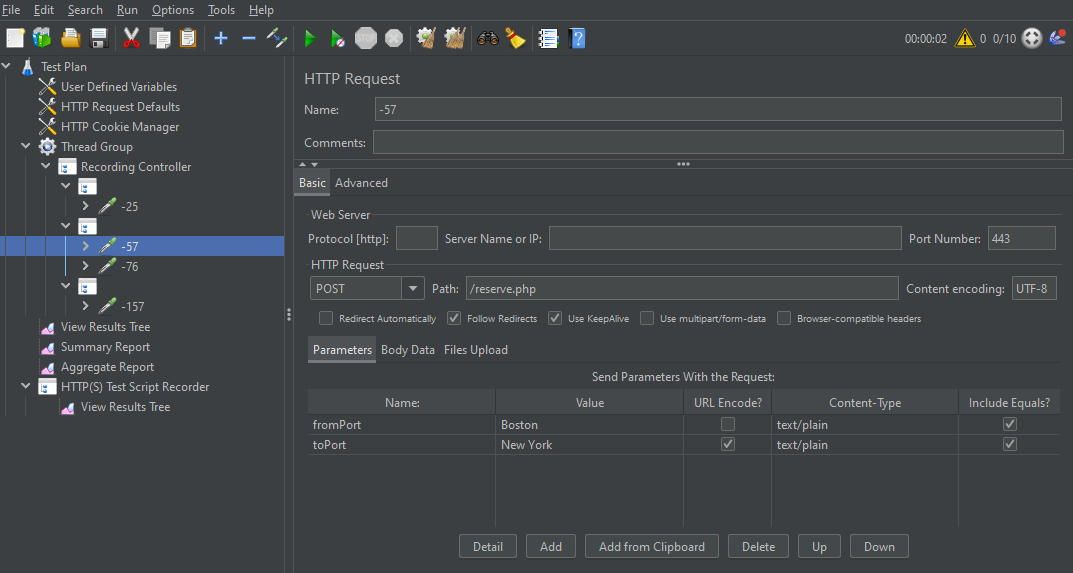 File Edit Search Run Options Tools Help
00:00:02 0 0/10
Test Plan
User Defined Variables
HTTP Request Defaults
HTTP Cookie Manager
Thread Group
Recording Controller
-25
-57
-76
-157
View Results Tree
Summary Report
Aggregate Report
HTTP(S) Test Script Recorder
View Results Tree
HTTP Request
Name: -57
Comments:
Basic Advanced
Web Server
Protocol [http]: Server Name or IP: Port Number: 443
HTTP Request
POST Path: /reserve.php Content encoding: UTF-8
Redirect Automatically Follow Redirects Use KeepAlive Use multipart/form-data Browser-compatible headers
Parameters Body Data Files Upload
Send Parameters With the Request:
Name: Value URL Encode? Content-Type Include Equals?
fromPort Boston text/plain
toPort New York text/plain
Detail Add Add from Clipboard Delete Up Down